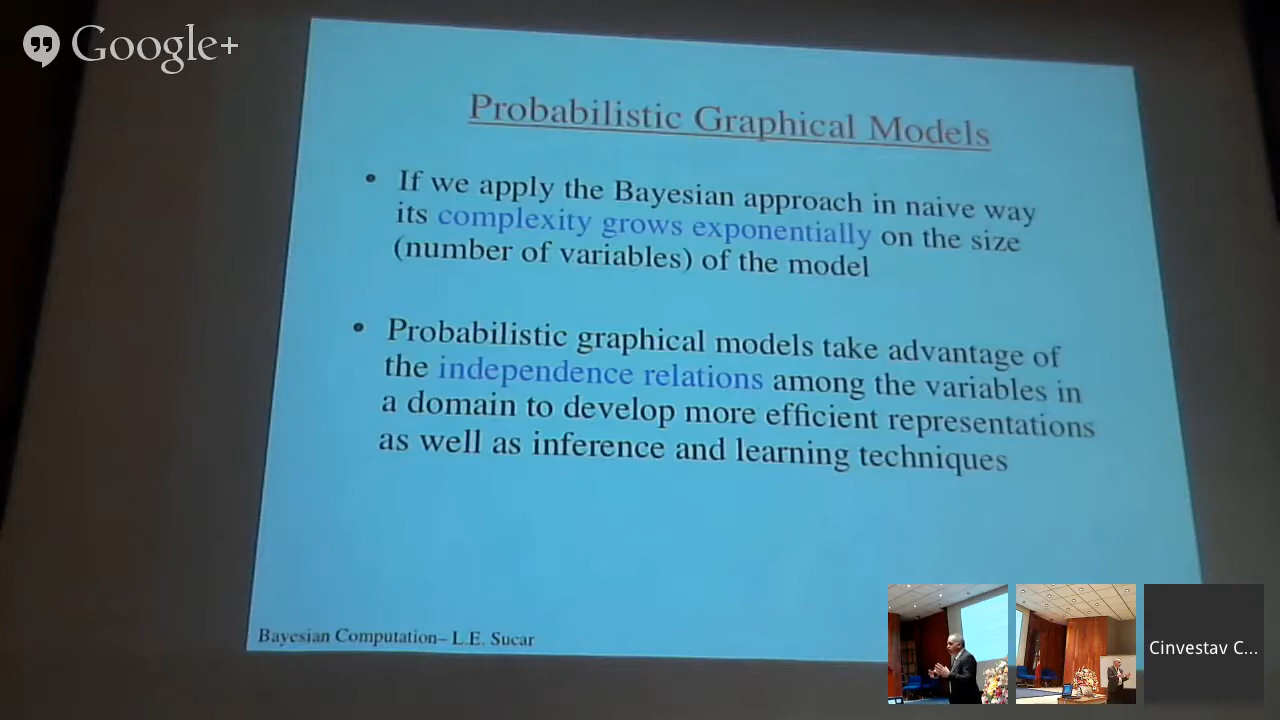 Google+
Probabilistic Graphical Models
• If we apply the Bayesian approach in naive way
its complexity grows exponentially on the size
(number of variables) of the model
• Probabilistic graphical models take advantage of
the independence relations among the variables in
a domain to develop more efficient representations
as well as inference and learning techniques
Bayesian Computation– L.E. Sucar
Cinvestav C...